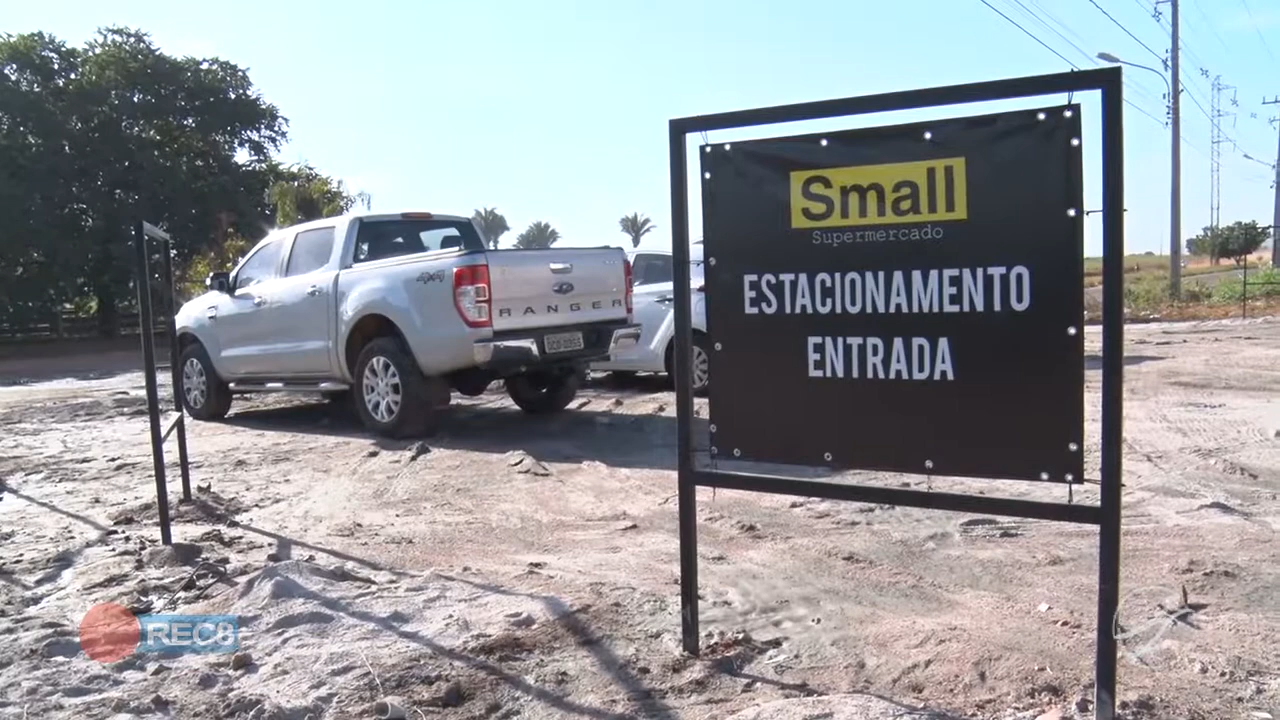 Small
Supermercado
ESTACIONAMENTO
ENTRADA
4x4
RANGER
REC8